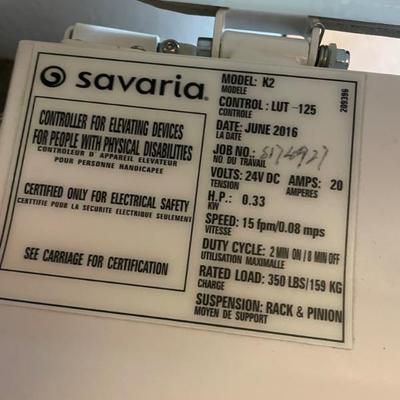 savaria
CONTROLLER FOR ELEVATING DEVICES
FOR PEOPLE WITH PHYSICAL DISABILITIES
CONTROLEUR D' APPAREIL ELEVATEUR
POUR PERSONNE HANDICAPEE
CERTIFIED ONLY FOR ELECTRICAL SAFETY
CERTTIFIE POUR LA SECURITE ELECTRIQUE SEULEMENT
SEE CARRIAGE FOR CERTIFICATION
MODEL: K2
MODELE
CONTROL: LUT -125
CONTROLE
DATE: JUNE 2016
LA DATE
JOB NO.:
NO DU TRAVAIL
VOLTS: 24V DC AMPS: 20
TENSION AMPERES
H.P.: 0.33
KW
SPEED: 15 fpm/0.08 mps
VITESSE
DUTY CYCLE: 2 MIN ON / 8 MIN OFF
UTILISATION MAXIMALLE
RATED LOAD: 350 LBS/159 KG
CHARGE
SUSPENSION: RACK & PINION
MOYEN DE SUPPORT
209396